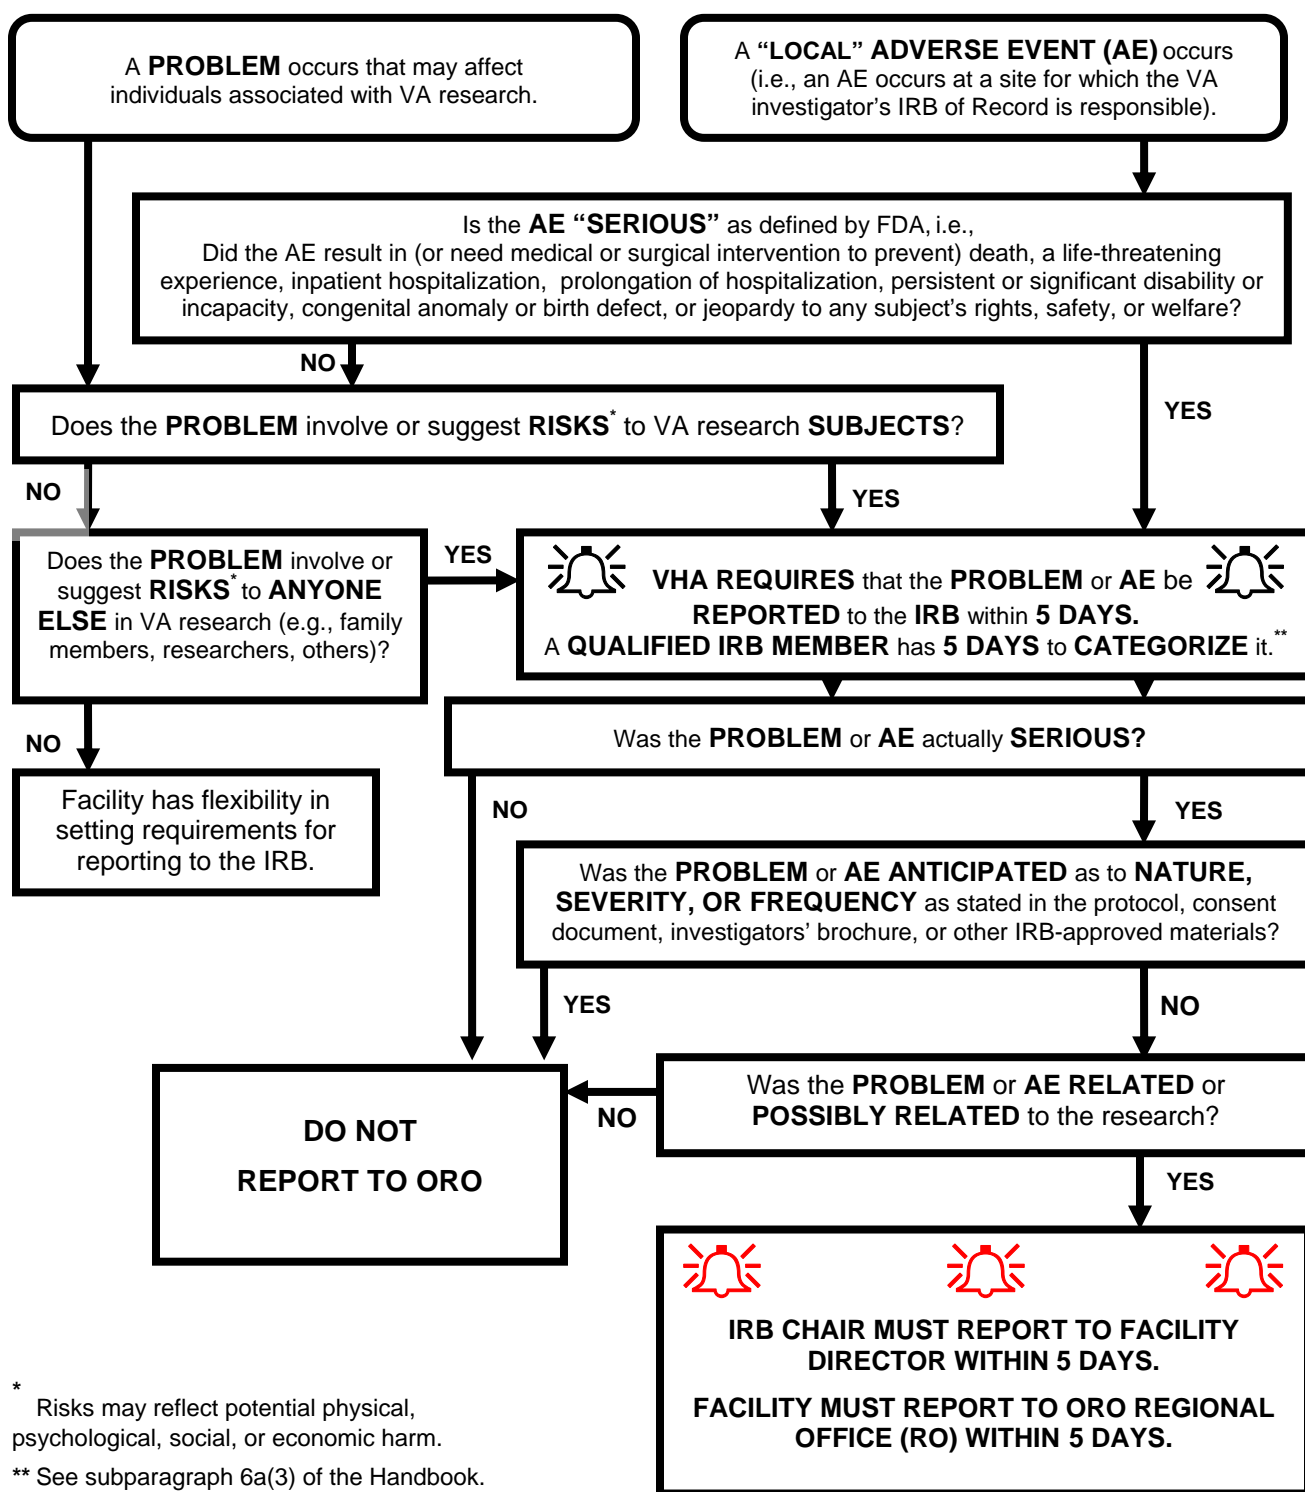 A PROBLEM occurs that may affect
individuals associated with VA research.
A “LOCAL” ADVERSE EVENT (AE) occurs
(i.e., an AE occurs at a site for which the VA
investigator’s IRB of Record is responsible).
Is the AE “SERIOUS” as defined by FDA, i.e.,
Did the AE result in (or need medical or surgical intervention to prevent) death, a life-threatening
experience, inpatient hospitalization, prolongation of hospitalization, persistent or significant disability or
incapacity, congenital anomaly or birth defect, or jeopardy to any subject’s rights, safety, or welfare?
NO
YES
Does the PROBLEM involve or suggest RISKS* to VA research SUBJECTS?
NO
YES
Does the PROBLEM involve or
suggest RISKS* to ANYONE
ELSE in VA research (e.g., family
members, researchers, others)?
YES
VHA REQUIRES that the PROBLEM or AE be
REPORTED to the IRB within 5 DAYS.
A QUALIFIED IRB MEMBER has 5 DAYS to CATEGORIZE it.**
NO
Facility has flexibility in
setting requirements for
reporting to the IRB.
Was the PROBLEM or AE actually SERIOUS?
NO
YES
Was the PROBLEM or AE ANTICIPATED as to NATURE,
SEVERITY, OR FREQUENCY as stated in the protocol, consent
document, investigators’ brochure, or other IRB-approved materials?
YES
NO
Was the PROBLEM or AE RELATED or
POSSIBLY RELATED to the research?
NO
YES
DO NOT
REPORT TO ORO
IRB CHAIR MUST REPORT TO FACILITY
DIRECTOR WITHIN 5 DAYS.
FACILITY MUST REPORT TO ORO REGIONAL
OFFICE (RO) WITHIN 5 DAYS.
*
Risks may reflect potential physical,
psychological, social, or economic harm.
** See subparagraph 6a(3) of the Handbook.